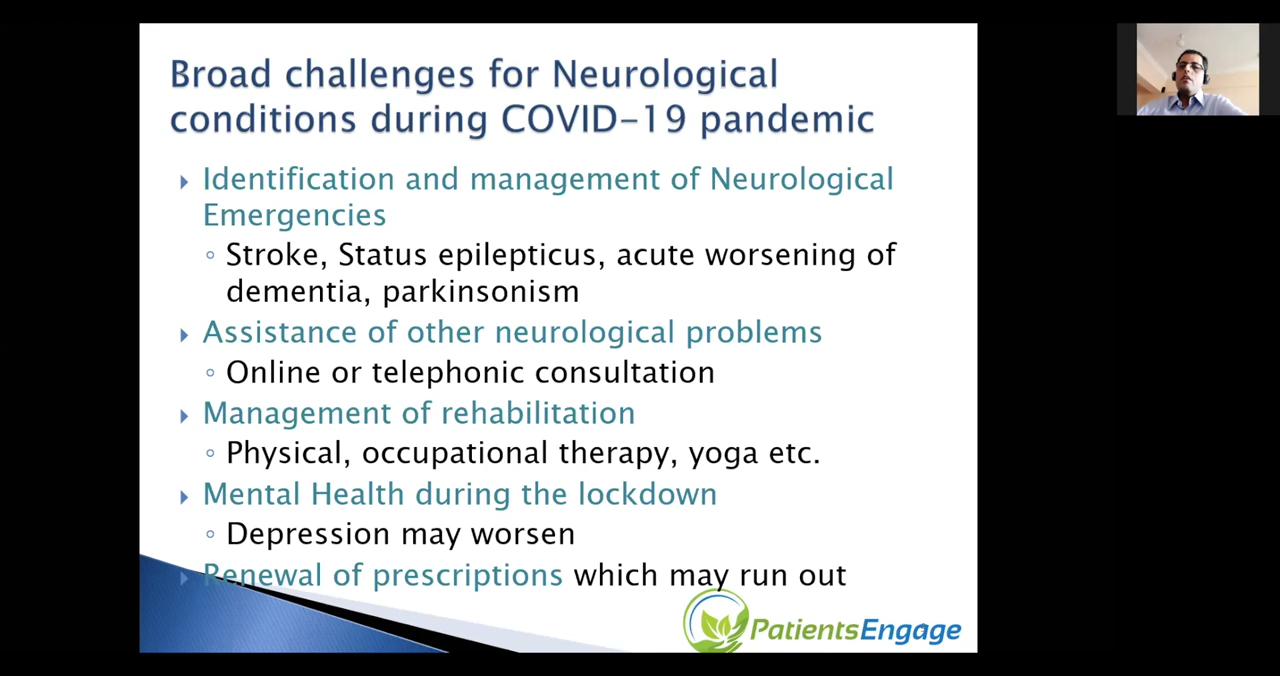 Broad challenges for Neurological
conditions during COVID-19 pandemic
Identification and management of Neurological
Emergencies
Stroke, Status epilepticus, acute worsening of
dementia, parkinsonism
Assistance of other neurological problems
Online or telephonic consultation
Management of rehabilitation
Physical, occupational therapy, yoga etc.
Mental Health during the lockdown
Depression may worsen
Renewal of prescriptions which may run out
PatientsEngage